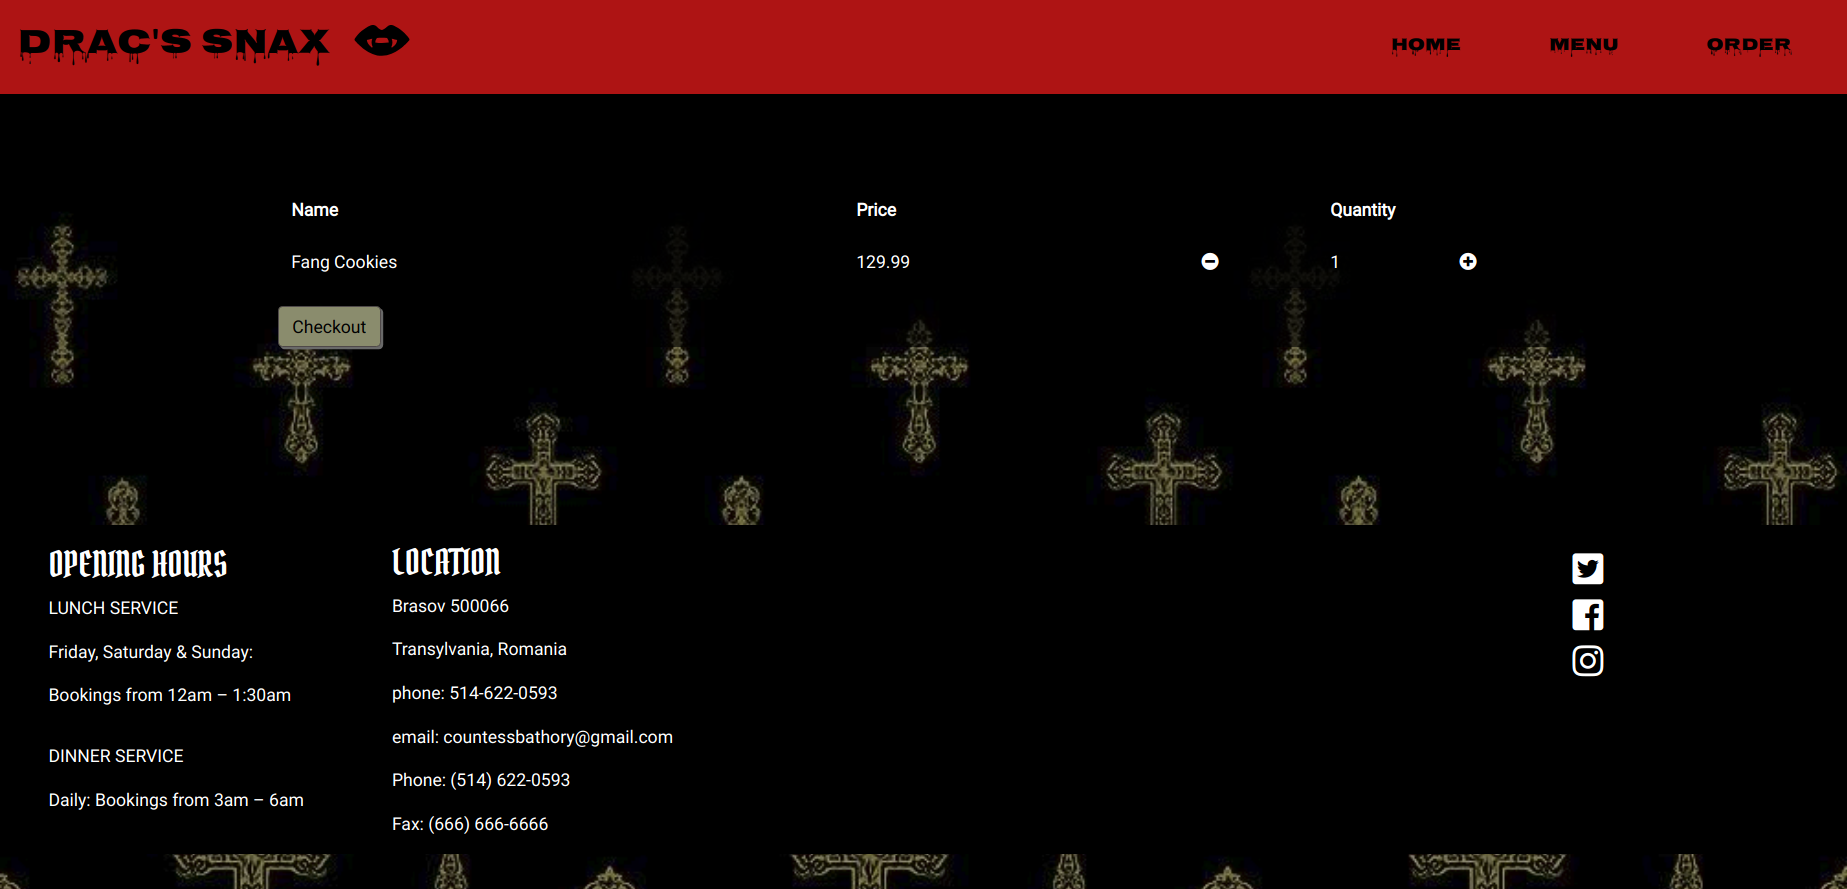 DRAC'S SNAX
HOME MENU ORDER
Name Price Quantity
Fang Cookies 129.99 1
Checkout
OPENING HOURS
LUNCH SERVICE
Friday, Saturday & Sunday:
Bookings from 12am – 1:30am
DINNER SERVICE
Daily: Bookings from 3am – 6am
LOCATION
Brasov 500066
Transylvania, Romania
phone: 514-622-0593
email: countessbathory@gmail.com
Phone: (514) 622-0593
Fax: (666) 666-6666